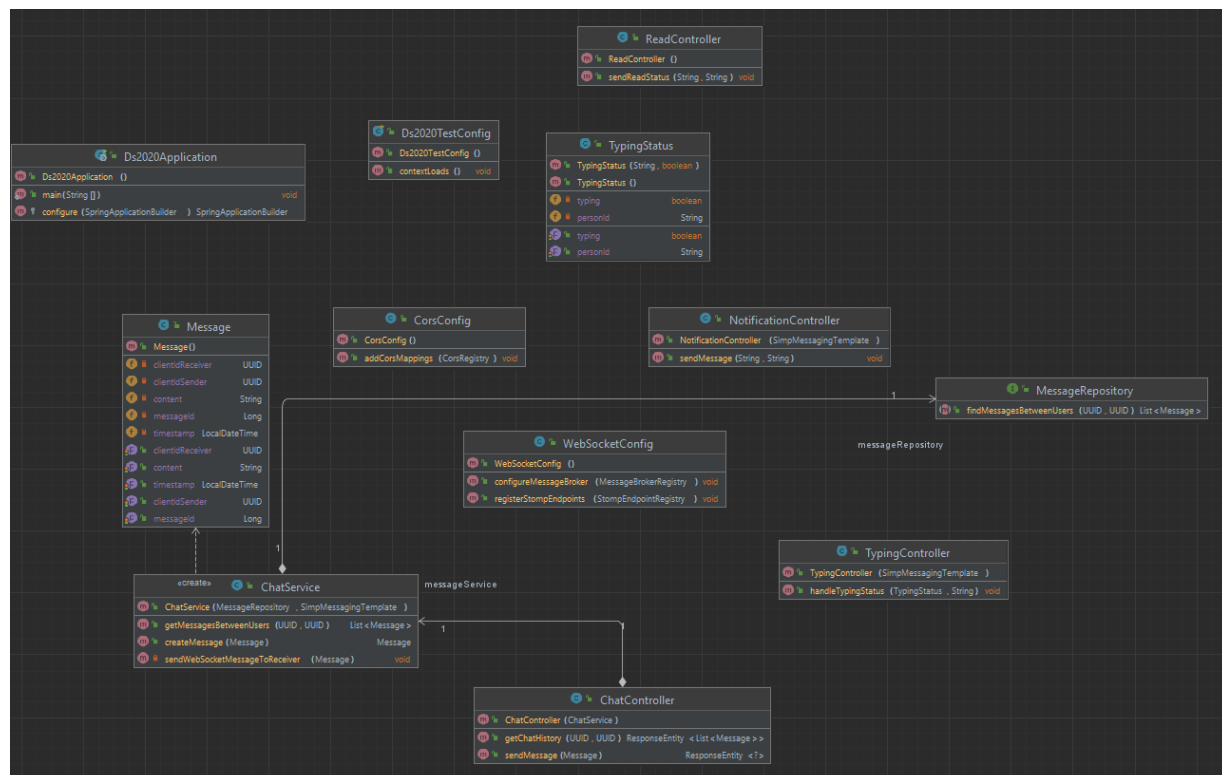 ReadController
ReadController ()
sendReadStatus (String, String) void
Ds2020TestConfig
Ds2020TestConfig ()
contextLoads () void
TypingStatus
TypingStatus (String, boolean)
TypingStatus ()
typing boolean
personId String
typing boolean
personId String
Ds2020Application
Ds2020Application ()
main(String []) void
configure (SpringApplicationBuilder ) SpringApplicationBuilder
Message
Message()
clientidReceiver UUID
clientidSender UUID
content String
messageId Long
timestamp LocalDateTime
clientidReceiver UUID
content String
timestamp LocalDateTime
clientidSender UUID
messageId Long
CorsConfig
CorsConfig ()
addCorsMappings (CorsRegistry ) void
NotificationController
NotificationController (SimpMessagingTemplate )
sendMessage (String, String) void
MessageRepository
findMessagesBetweenUsers (UUID, UUID) List<Message>
1
messageRepository
WebSocketConfig
WebSocketConfig ()
configureMessageBroker (MessageBrokerRegistry ) void
registerStompEndpoints (StompEndpointRegistry ) void
TypingController
TypingController (SimpMessagingTemplate )
handleTypingStatus (TypingStatus, String) void
1
«create»
ChatService
ChatService (MessageRepository , SimpMessagingTemplate )
getMessagesBetweenUsers (UUID, UUID) List<Message>
createMessage (Message) Message
sendWebSocketMessageToReceiver (Message) void
messageService
1
1
ChatController
ChatController (ChatService )
getChatHistory (UUID, UUID) ResponseEntity <List<Message>>
sendMessage (Message) ResponseEntity <?>